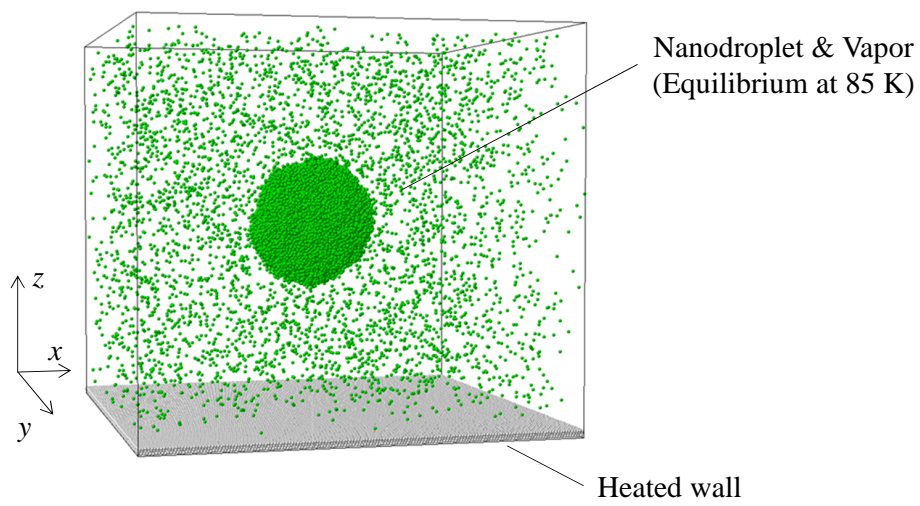 Nanodroplet & Vapor
(Equilibrium at 85 K)
z
x
y
Heated wall